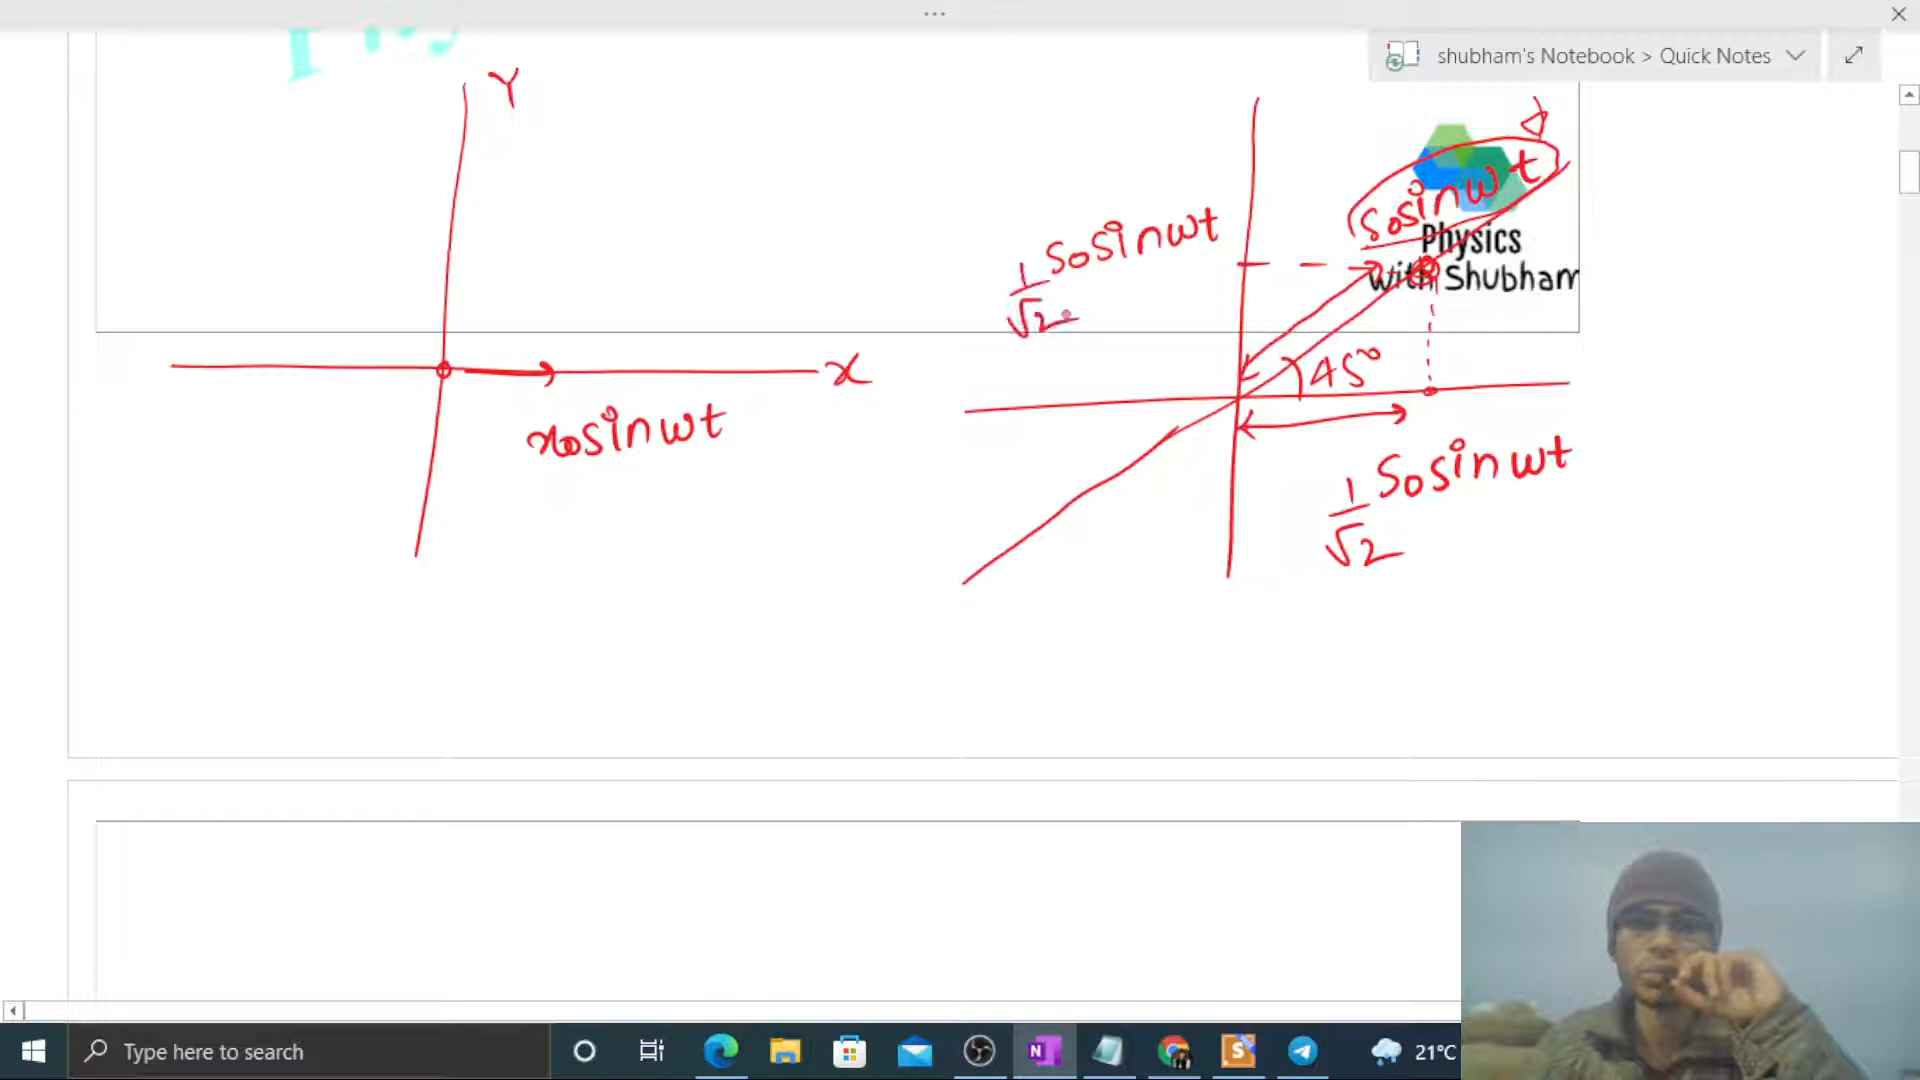 ...
shubham's Notebook > Quick Notes
Y
x
x0sinωt
S0sinωt
Physics
with Shubham
1/√2 S0sinωt
45°
1/√2 S0sinωt
Type here to search
N
S
21°C